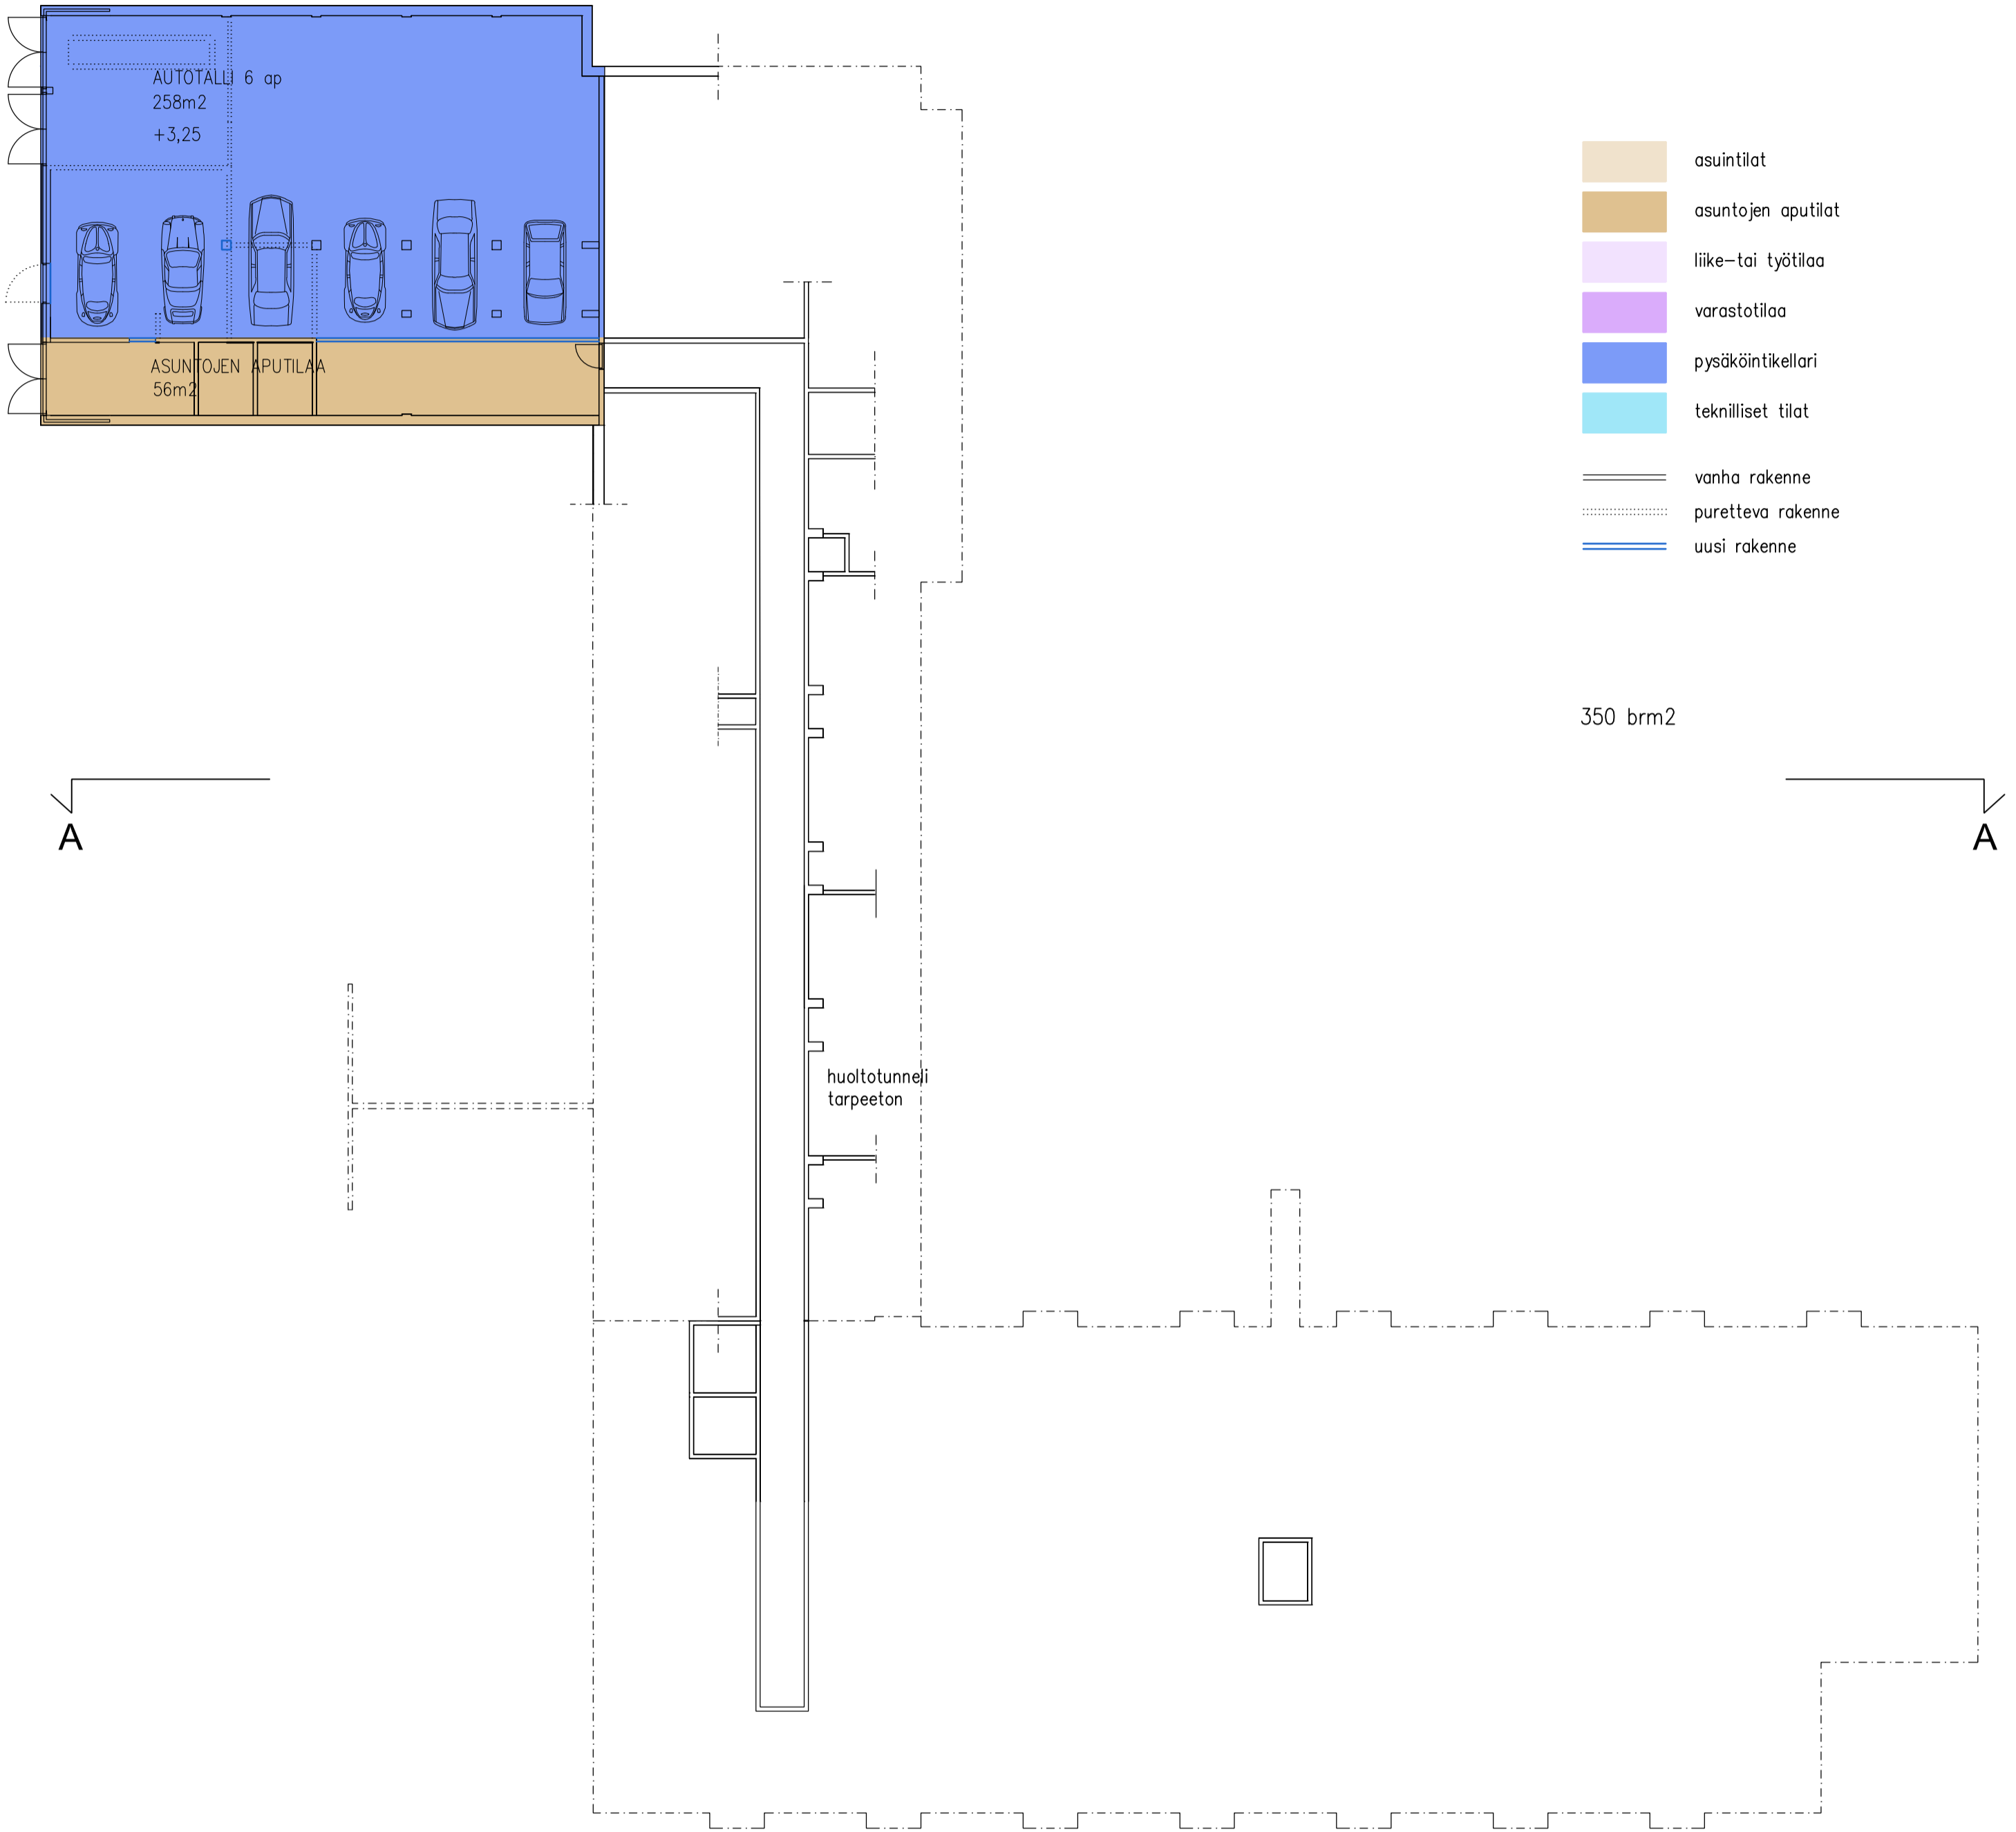 AUTOTALLI 6 ap
258m2
+3,25
ASUNTOJEN APUTILAA
56m2
asuintilat
asuntojen aputilat
liike-tai työtilaa
varastotilaa
pysäköintikellari
teknilliset tilat
vanha rakenne
puretteva rakenne
uusi rakenne
350 brm2
A
A
huoltotunneli
tarpeeton